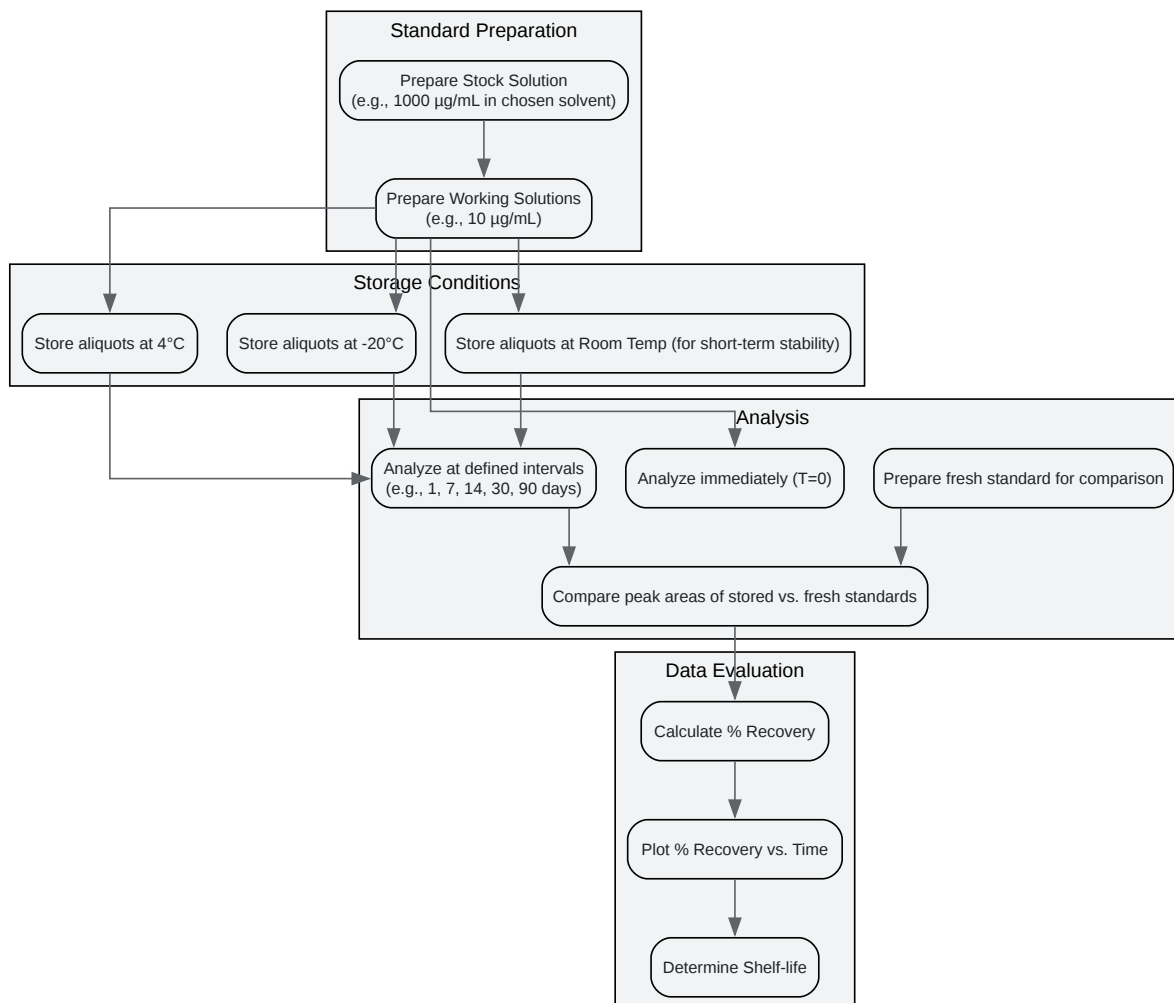 Standard Preparation
Prepare Stock Solution
(e.g., 1000 µg/mL in chosen solvent)
Prepare Working Solutions
(e.g., 10 µg/mL)
Storage Conditions
Store aliquots at 4°C
Store aliquots at -20°C
Store aliquots at Room Temp (for short-term stability)
Analysis
Analyze at defined intervals
(e.g., 1, 7, 14, 30, 90 days)
Analyze immediately (T=0)
Prepare fresh standard for comparison
Compare peak areas of stored vs. fresh standards
Data Evaluation
Calculate % Recovery
Plot % Recovery vs. Time
Determine Shelf-life